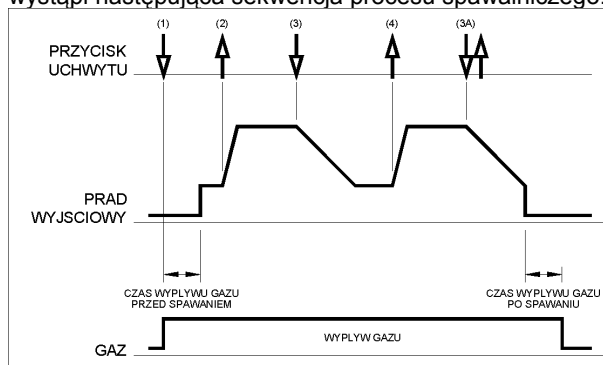 wystąpi następująca sekwencja procesu spawalniczego:
(1) (2) (3) (4) (3A)
PRZYCISK
UCHWYTU
PRAD
WYJSCIOWY
CZAS WYPLYWU GAZU
PRZED SPAWANIEM
CZAS WYPLYWU GAZU
PO SPAWANIU
WYPLYW GAZU
GAZ